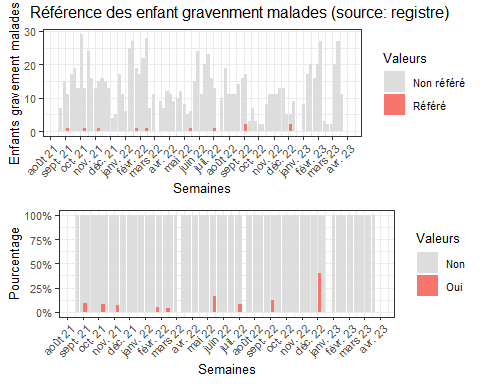 Référence des enfant gravenment malades (source: registre)
Enfants gravement malades
30
20
10
0
août 21
sept. 21
oct. 21
nov. 21
déc. 21
janv. 22
févr. 22
mars 22
avr. 22
mai 22
juin 22
juil. 22
août 22
sept. 22
oct. 22
nov. 22
déc. 22
janv. 23
févr. 23
mars 23
avr. 23
Semaines
Valeurs
Non référé
Référé
Pourcentage
100%
75%
50%
25%
0%
août 21
sept. 21
oct. 21
nov. 21
déc. 21
janv. 22
févr. 22
mars 22
avr. 22
mai 22
juin 22
juil. 22
août 22
sept. 22
oct. 22
nov. 22
déc. 22
janv. 23
févr. 23
mars 23
avr. 23
Semaines
Valeurs
Non
Oui